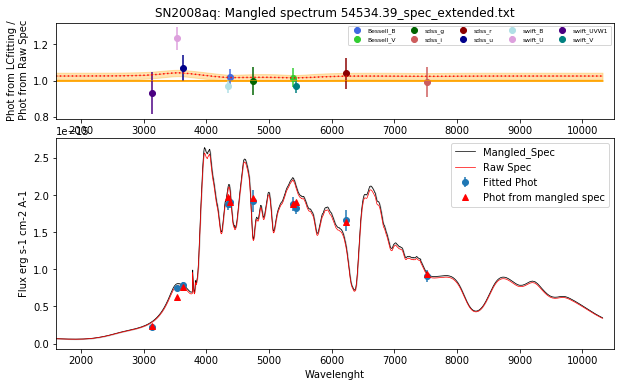 SN2008aq: Mangled spectrum 54534.39_spec_extended.txt
Phot from LCfitting /
Phot from Raw Spec
1.2
1.0
0.8
Bessell_B
Bessell_V
sdss_g
sdss_i
sdss_r
sdss_u
swift_B
swift_U
swift_UVW1
swift_V
2000 3000 4000 5000 6000 7000 8000 9000 10000
Flux erg s-1 cm-2 A-1
2.5
2.0
1.5
1.0
0.5
0.0
Mangled_Spec
Raw Spec
Fitted Phot
Phot from mangled spec
2000 3000 4000 5000 6000 7000 8000 9000 10000
Wavelenght